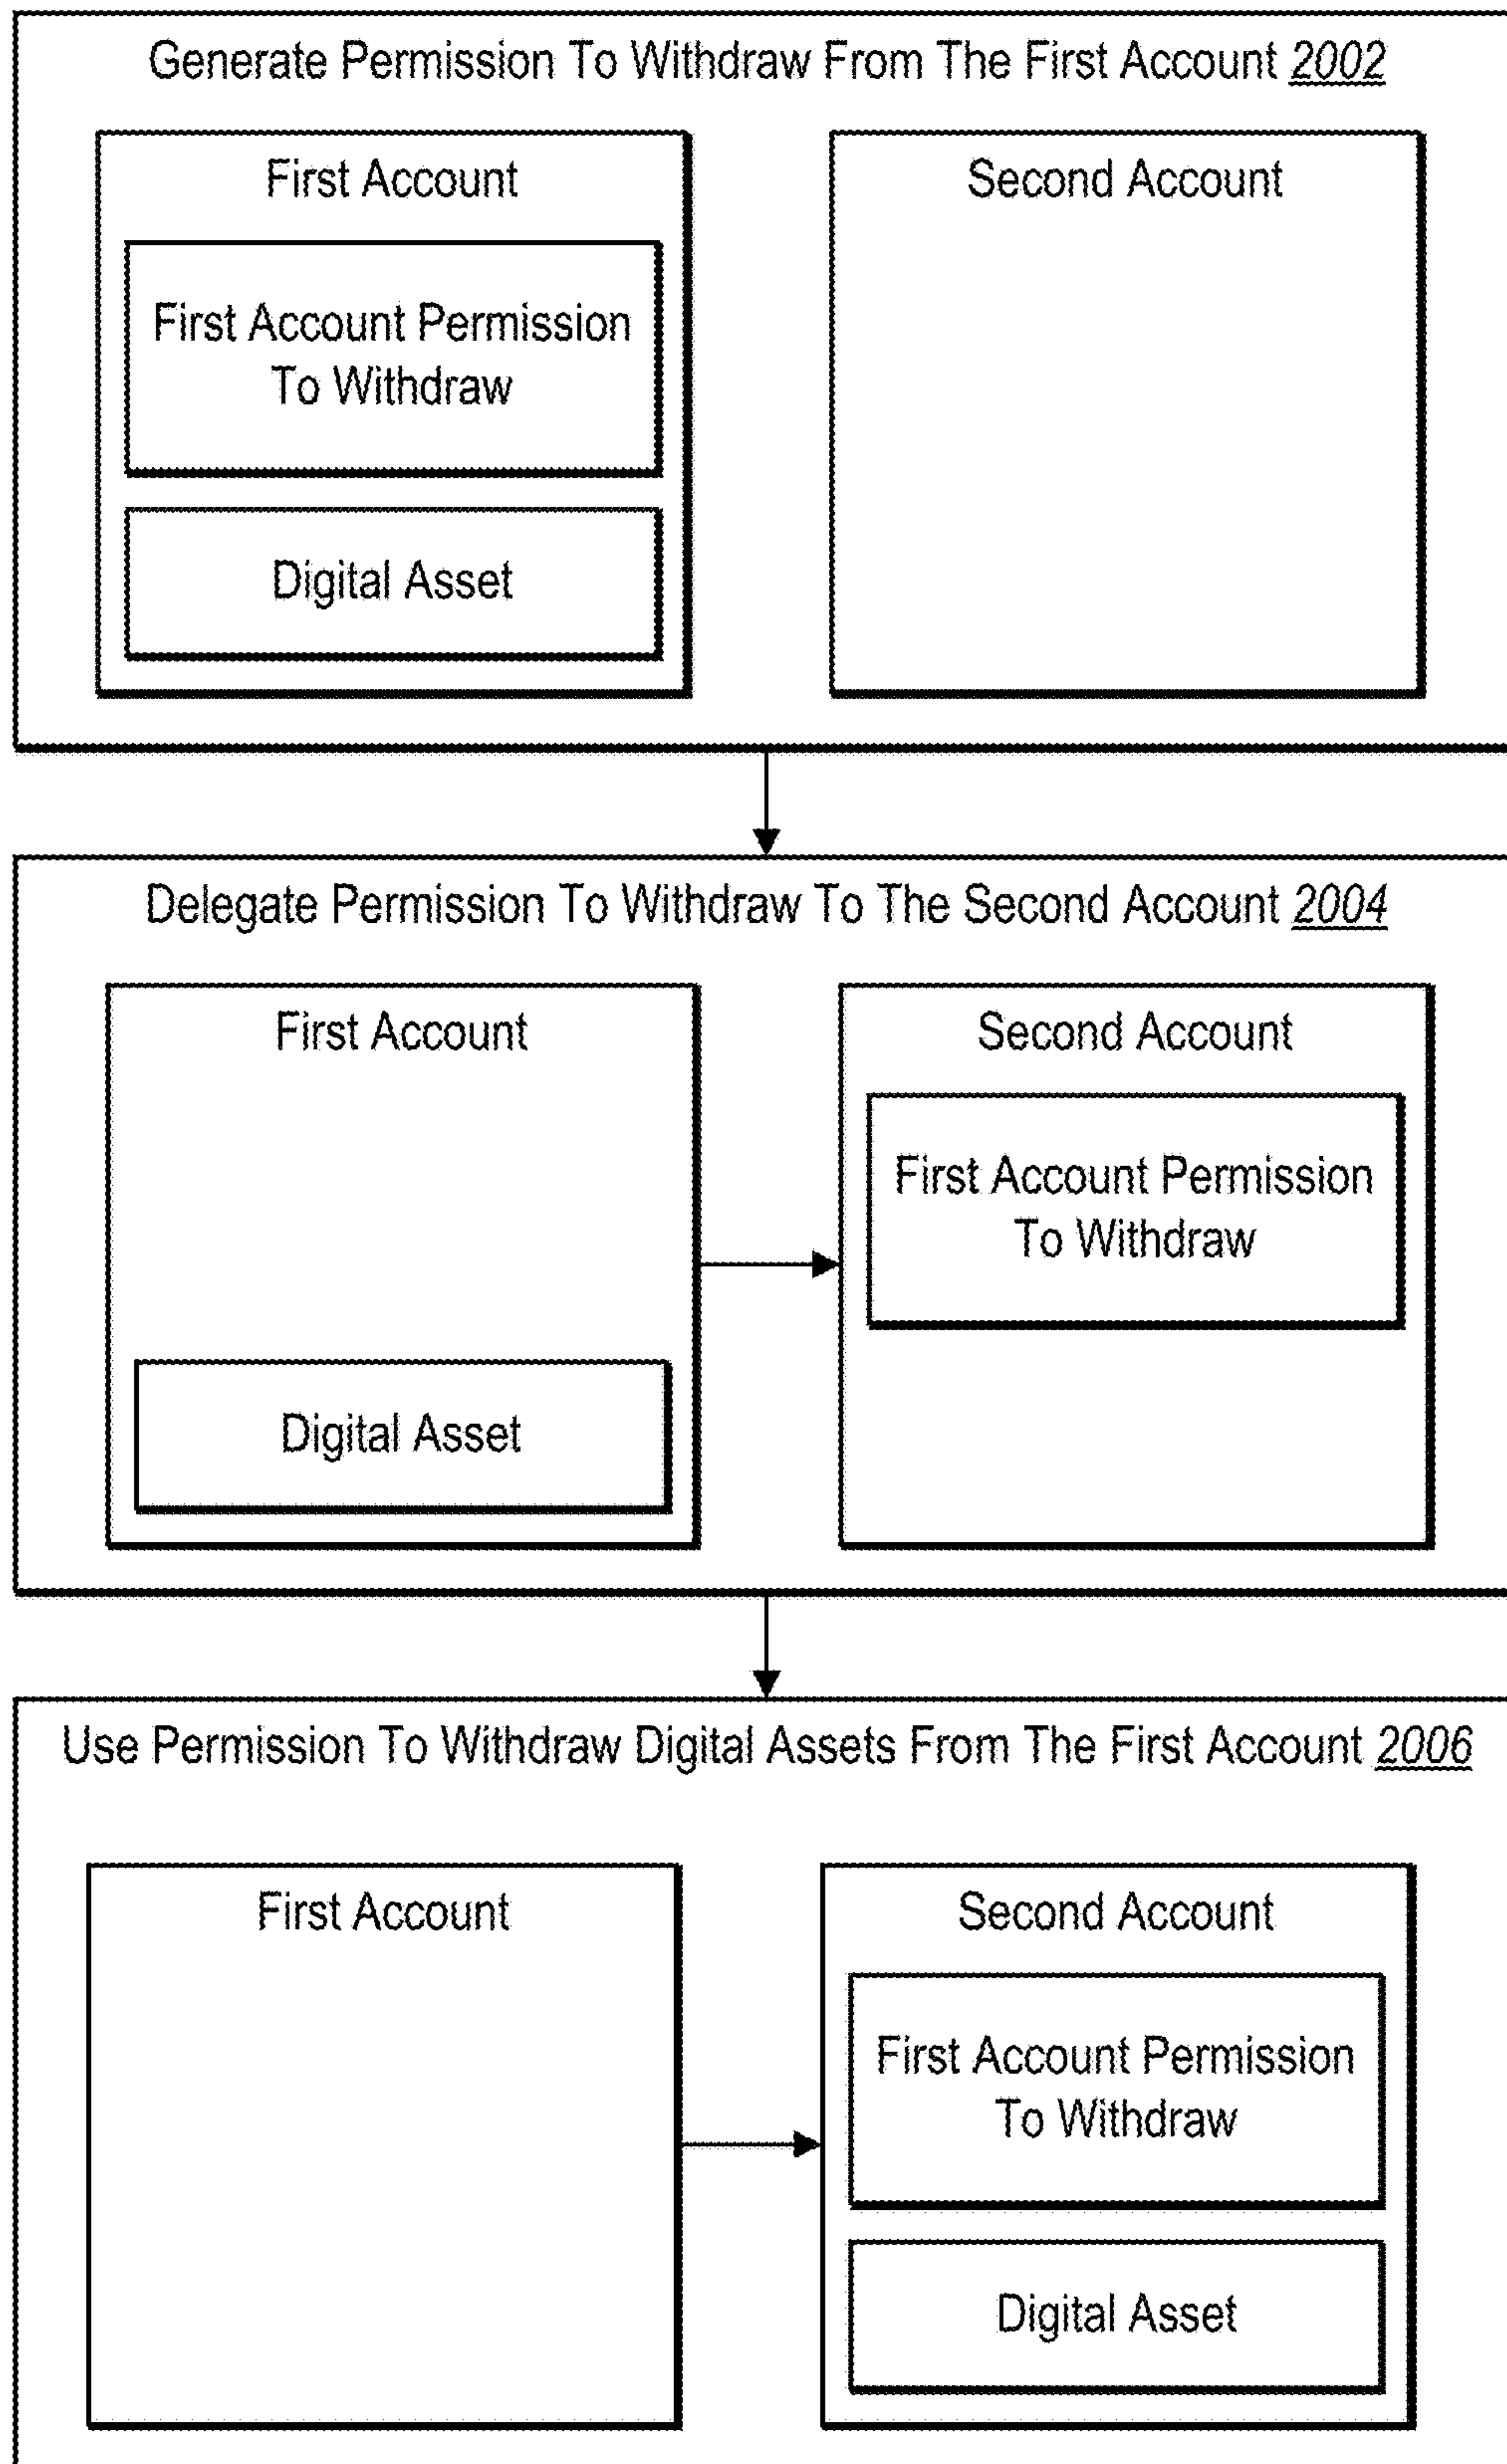 Generate Permission To Withdraw From The First Account 2002
First Account
Second Account
First Account Permission
To Withdraw
Digital Asset
Delegate Permission To Withdraw To The Second Account 2004
First Account
Second Account
First Account Permission
To Withdraw
Digital Asset
Use Permission To Withdraw Digital Assets From The First Account 2006
First Account
Second Account
First Account Permission
To Withdraw
Digital Asset